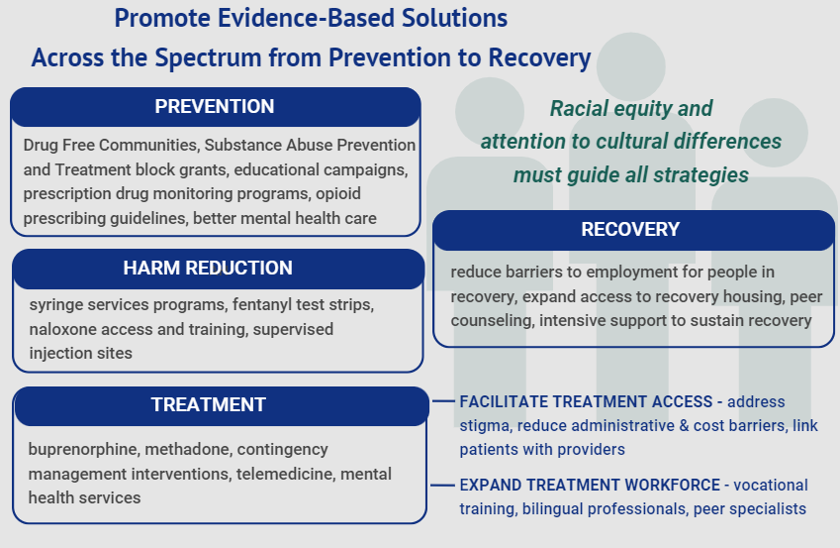 Promote Evidence-Based Solutions
Across the Spectrum from Prevention to Recovery
PREVENTION
Drug Free Communities, Substance Abuse Prevention
and Treatment block grants, educational campaigns,
prescription drug monitoring programs, opioid
prescribing guidelines, better mental health care
HARM REDUCTION
syringe services programs, fentanyl test strips,
naloxone access and training, supervised
injection sites
TREATMENT
buprenorphine, methadone, contingency
management interventions, telemedicine, mental
health services
Racial equity and
attention to cultural differences
must guide all strategies
RECOVERY
reduce barriers to employment for people in
recovery, expand access to recovery housing, peer
counseling, intensive support to sustain recovery
FACILITATE TREATMENT ACCESS - address
stigma, reduce administrative & cost barriers, link
patients with providers
EXPAND TREATMENT WORKFORCE - vocational
training, bilingual professionals, peer specialists